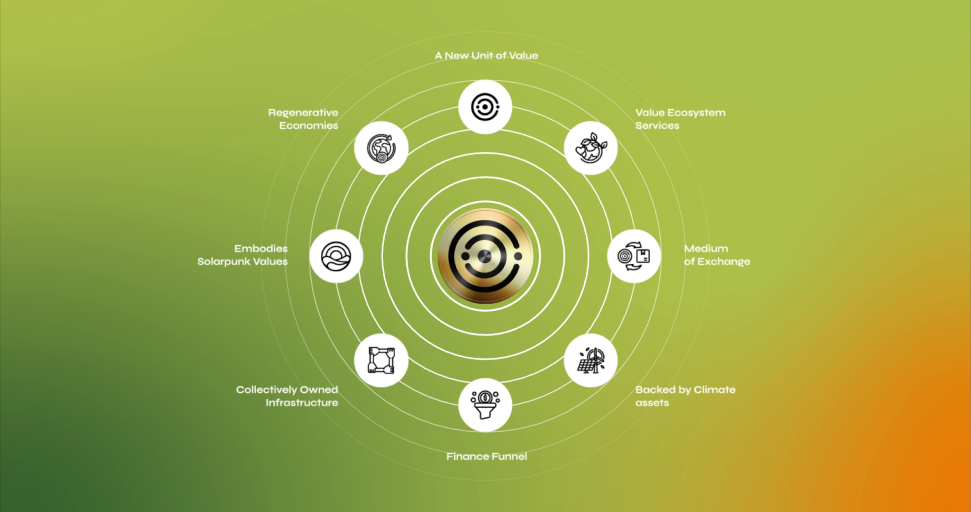 A New Unit of Value
Regenerative
Economies
Value Ecosystem
Services
Embodies
Solarpunk Values
Medium
of Exchange
Collectively Owned
Infrastructure
Backed by Climate
assets
Finance Funnel